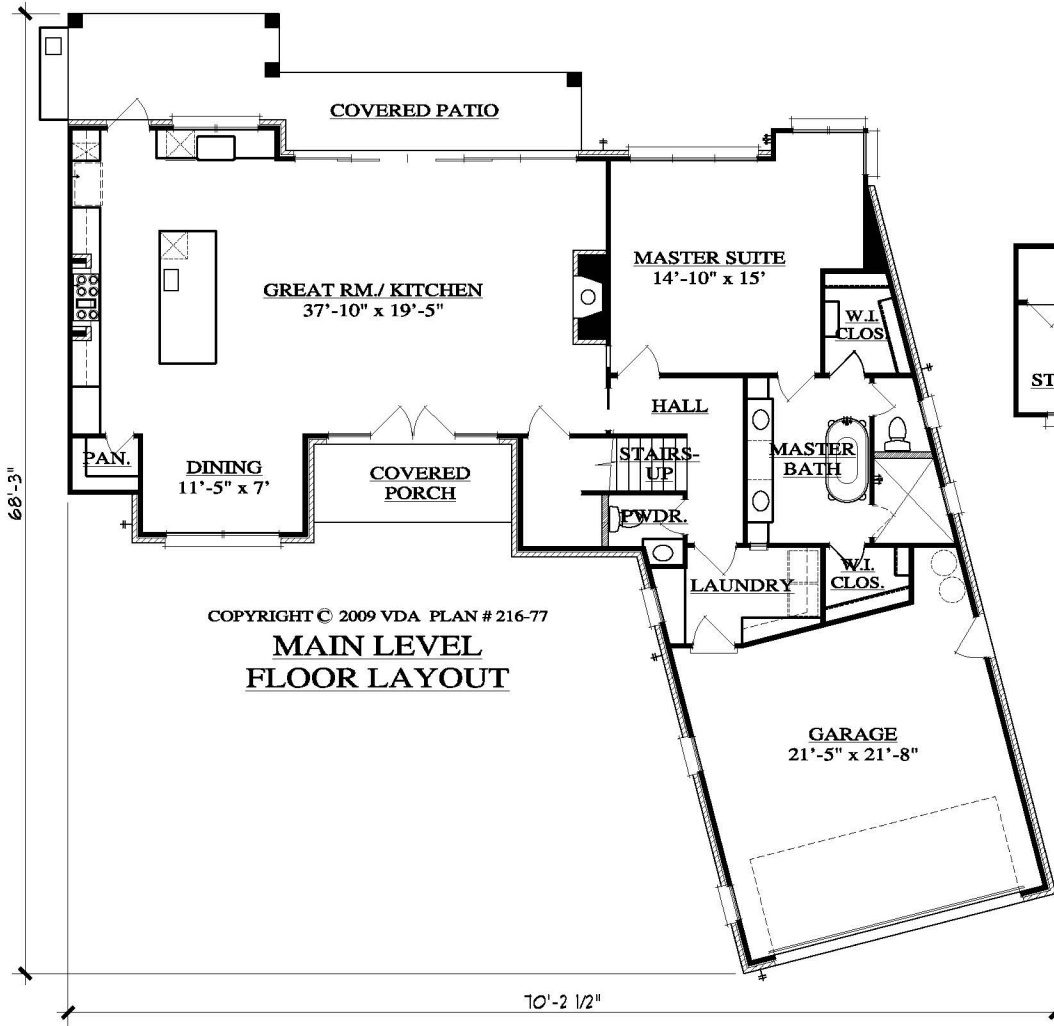 COVERED PATIO
MASTER SUITE
14'-10" x 15'
GREAT RM./ KITCHEN
37'-10" x 19'-5"
W.I.
CLOS.
ST
HALL
PAN.
DINING
11'-5" x 7'
COVERED
PORCH
STAIRS-
UP
MASTER
BATH
PWDR.
LAUNDRY
W.I.
CLOS.
68'-3"
COPYRIGHT © 2009 VDA PLAN # 216-77
MAIN LEVEL
FLOOR LAYOUT
GARAGE
21'-5" x 21'-8"
70'-2 1/2"